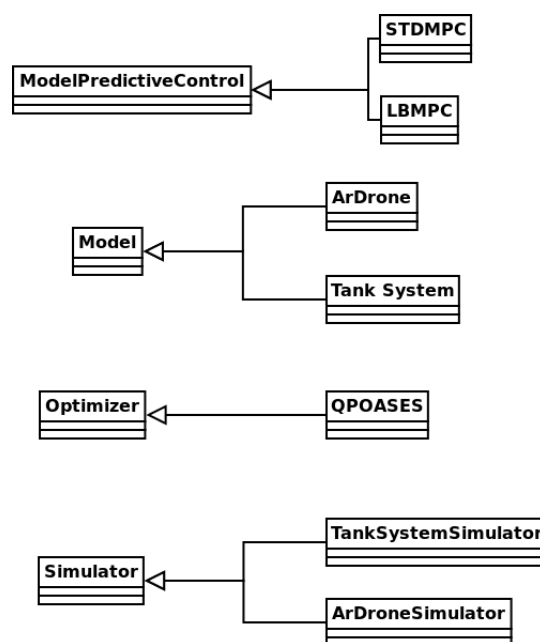 STDMPC
ModelPredictiveControl
LBMPC
ArDrone
Model
Tank System
Optimizer
QPOASES
TankSystemSimulator
Simulator
ArDroneSimulator